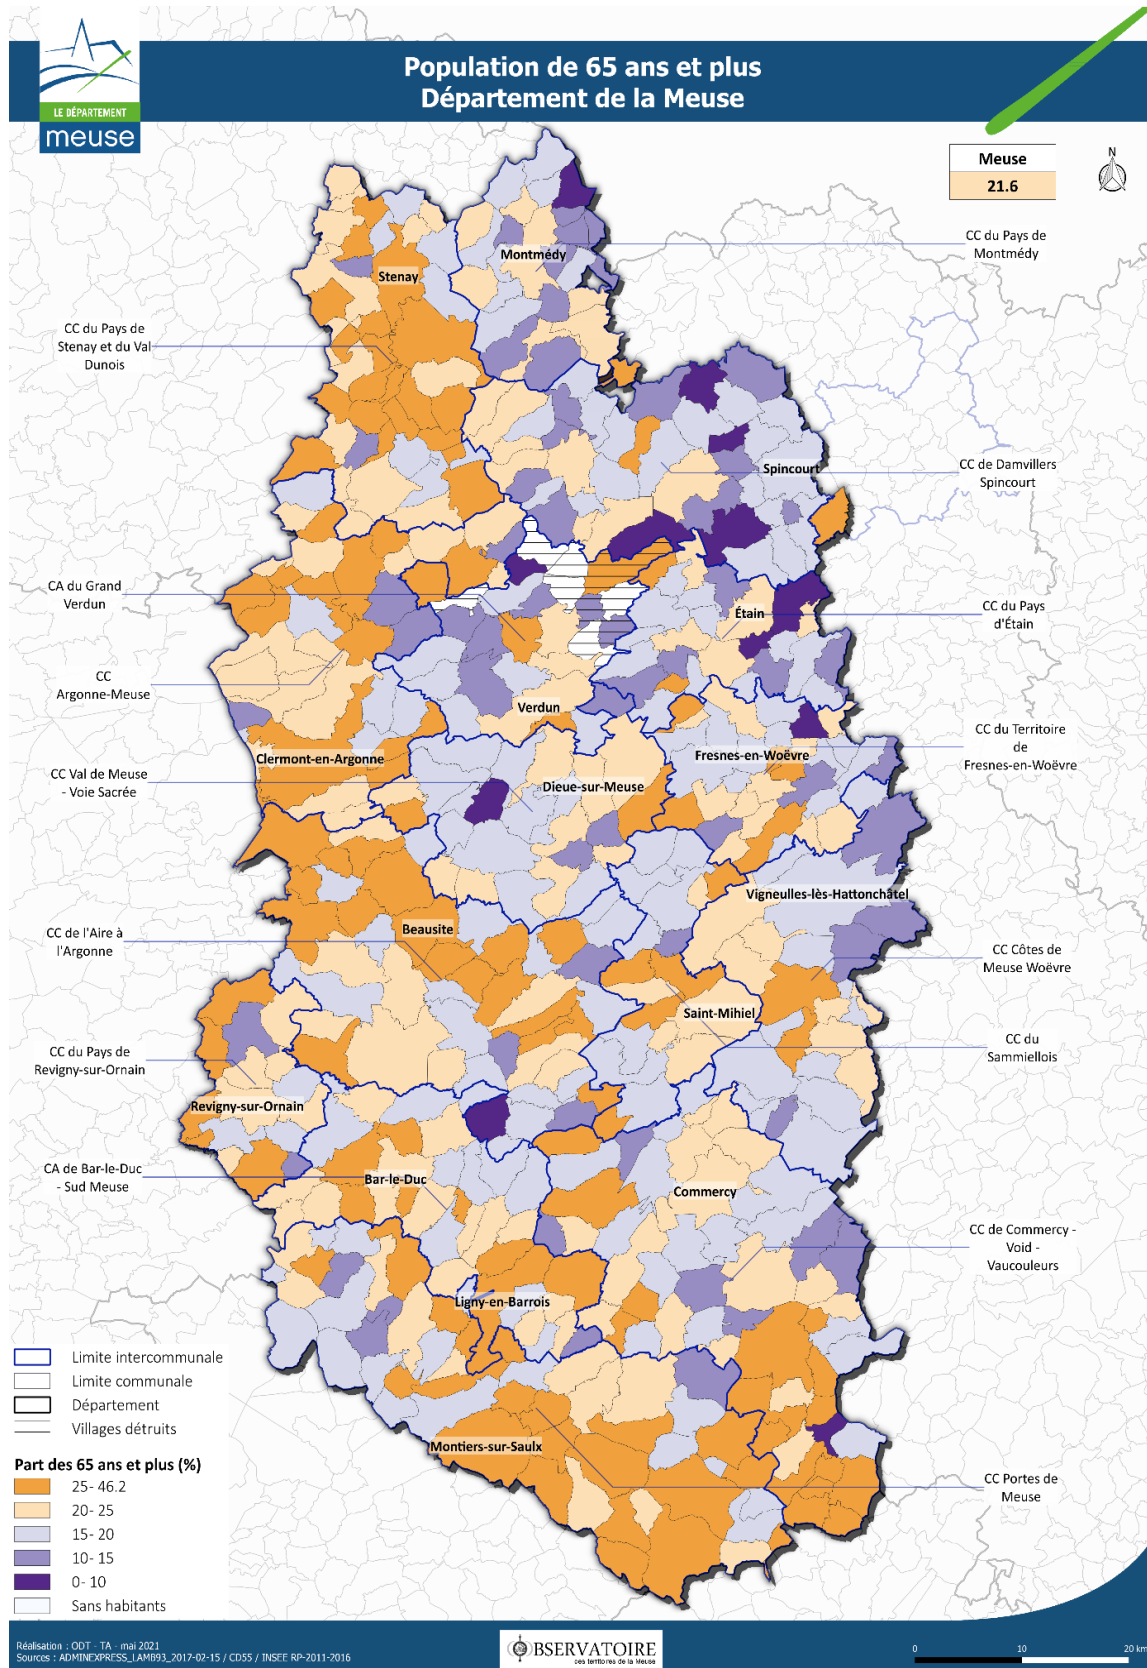 Population de 65 ans et plus
Département de la Meuse
LE DÉPARTEMENT
meuse
Meuse
21.6
N
CC du Pays de
Montmédy
Montmédy
Stenay
CC du Pays de
Stenay et du Val
Dunois
Spincourt
CC de Damvillers
Spincourt
CA du Grand
Verdun
Étain
CC du Pays
d'Étain
CC
Argonne-Meuse
Verdun
CC du Territoire
de
Fresnes-en-Woëvre
Clermont-en-Argonne
Fresnes-en-Woëvre
CC Val de Meuse
- Voie Sacrée
Dieue-sur-Meuse
Vigneulles-lès-Hattonchâtel
Beausite
CC de l'Aire à
l'Argonne
CC Côtes de
Meuse Woëvre
Saint-Mihiel
CC du
Sammiellois
CC du Pays de
Revigny-sur-Ornain
Revigny-sur-Ornain
CA de Bar-le-Duc
- Sud Meuse
Bar-le-Duc
Commercy
CC de Commercy -
Void -
Vaucouleurs
Ligny-en-Barrois
Montiers-sur-Saulx
CC Portes de
Meuse
Limite intercommunale
Limite communale
Département
Villages détruits
Part des 65 ans et plus (%)
25- 46.2
20- 25
15- 20
10- 15
0- 10
Sans habitants
Réalisation : ODT - TA - mai 2021
Sources : ADMINEXPRESS_LAMB93_2017-02-15 / CD55 / INSEE RP-2011-2016
OBSERVATOIRE
des territoires de la Meuse
0 10 20 km